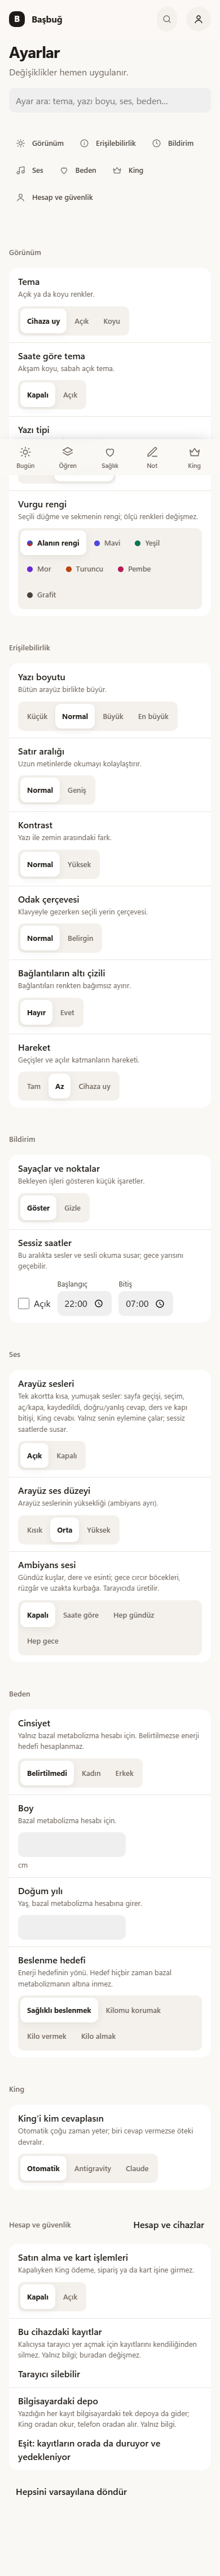 B Başbuğ
Ayarlar
Değişiklikler hemen uygulanır.
Ayar ara: tema, yazı boyu, ses, beden...
Görünüm Erişilebilirlik Bildirim
Ses Beden King
Hesap ve güvenlik
Görünüm
Tema
Açık ya da koyu renkler.
Cihaza uy Açık Koyu
Saate göre tema
Akşam koyu, sabah açık tema.
Kapalı Açık
Yazı tipi
Bugün Öğren Sağlık Not King
Vurgu rengi
Seçili düğme ve sekmenin rengi; ölçü renkleri değişmez.
Alanın rengi Mavi Yeşil
Mor Turuncu Pembe
Grafit
Erişilebilirlik
Yazı boyutu
Bütün arayüz birlikte büyür.
Küçük Normal Büyük En büyük
Satır aralığı
Uzun metinlerde okumayı kolaylaştırır.
Normal Geniş
Kontrast
Yazı ile zemin arasındaki fark.
Normal Yüksek
Odak çerçevesi
Klavyeyle gezerken seçili yerin çerçevesi.
Normal Belirgin
Bağlantıların altı çizili
Bağlantıları renkten bağımsız ayırır.
Hayır Evet
Hareket
Geçişler ve açılır katmanların hareketi.
Tam Az Cihaza uy
Bildirim
Sayaçlar ve noktalar
Bekleyen işleri gösteren küçük işaretler.
Göster Gizle
Sessiz saatler
Bu aralıkta sesler ve sesli okuma susar; gece yarısını
geçebilir.
Başlangıç Bitiş
Açık 22:00 07:00
Ses
Arayüz sesleri
Tek akortta kısa, yumuşak sesler: sayfa geçişi, seçim,
aç/kapa, kaydedildi, doğru/yanlış cevap, ders ve kapı
bitişi, King cevabı. Yalnız senin eylemine çalar; sessiz
saatlerde susar.
Açık Kapalı
Arayüz ses düzeyi
Arayüz seslerinin yüksekliği (ambiyans ayrı).
Kısık Orta Yüksek
Ambiyans sesi
Gündüz kuşlar, dere ve esinti; gece cırcır böcekleri,
rüzgâr ve uzakta kurbağa. Tarayıcıda üretilir.
Kapalı Saate göre Hep gündüz
Hep gece
Beden
Cinsiyet
Yalnız bazal metabolizma hesabı için. Belirtilmezse enerji
hedefi hesaplanmaz.
Belirtilmedi Kadın Erkek
Boy
Bazal metabolizma hesabı için.
cm
Doğum yılı
Yaş, bazal metabolizma hesabına girer.
Beslenme hedefi
Enerji hedefinin yönü. Hedef hiçbir zaman bazal
metabolizmanın altına inmez.
Sağlıklı beslenmek Kilomu korumak
Kilo vermek Kilo almak
King
King'i kim cevaplasın
Otomatik çoğu zaman yeter; biri cevap vermezse öteki
devralır.
Otomatik Antigravity Claude
Hesap ve güvenlik Hesap ve cihazlar
Satın alma ve kart işlemleri
Kapalıyken King ödeme, sipariş ya da kart işine girmez.
Kapalı Açık
Bu cihazdaki kayıtlar
Kalıcıysa tarayıcı yer açmak için kayıtlarını kendiliğinden
silmez. Yalnız bilgi; buradan değişmez.
Tarayıcı silebilir
Bilgisayardaki depo
Yazdığın her kayıt bilgisayardaki tek depoya da gider;
King oradan okur, telefon oradan alır. Yalnız bilgi.
Eşit: kayıtların orada da duruyor ve
yedekleniyor
Hepsini varsayılana döndür